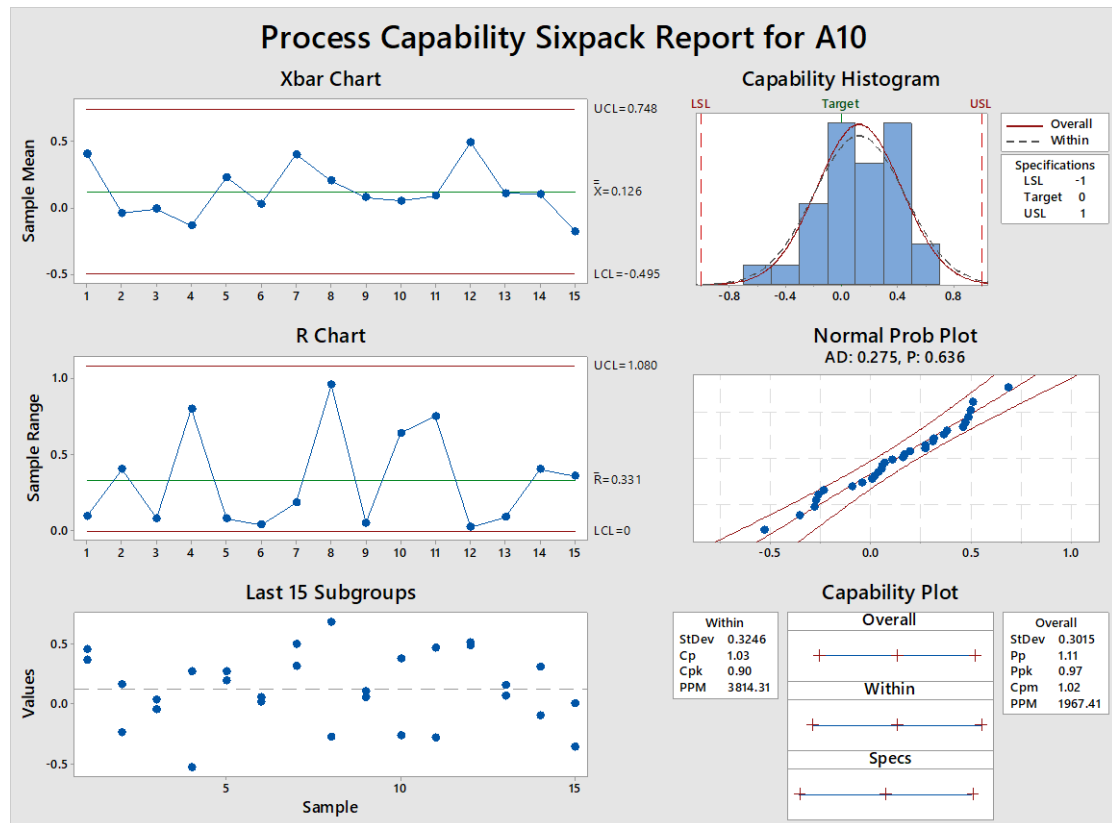 Process Capability Sixpack Report for A10
Xbar Chart
Sample Mean
0.5
0.0
-0.5
UCL=0.748
X̿=0.126
LCL=-0.495
1 2 3 4 5 6 7 8 9 10 11 12 13 14 15
Capability Histogram
LSL Target USL
-0.8 -0.4 0.0 0.4 0.8
Overall
Within
Specifications
LSL -1
Target 0
USL 1
R Chart
Sample Range
1.0
0.5
0.0
UCL=1.080
R̅=0.331
LCL=0
1 2 3 4 5 6 7 8 9 10 11 12 13 14 15
Normal Prob Plot
AD: 0.275, P: 0.636
-0.5 0.0 0.5 1.0
Last 15 Subgroups
Values
0.5
0.0
-0.5
5 10 15
Sample
Capability Plot
Within
StDev 0.3246
Cp 1.03
Cpk 0.90
PPM 3814.31
Overall
Within
Specs
Overall
StDev 0.3015
Pp 1.11
Ppk 0.97
Cpm 1.02
PPM 1967.41